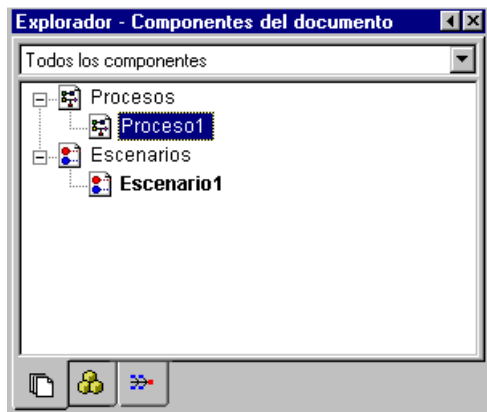 Explorador - Componentes del documento
Todos los componentes
Procesos
Proceso1
Escenarios
Escenario1